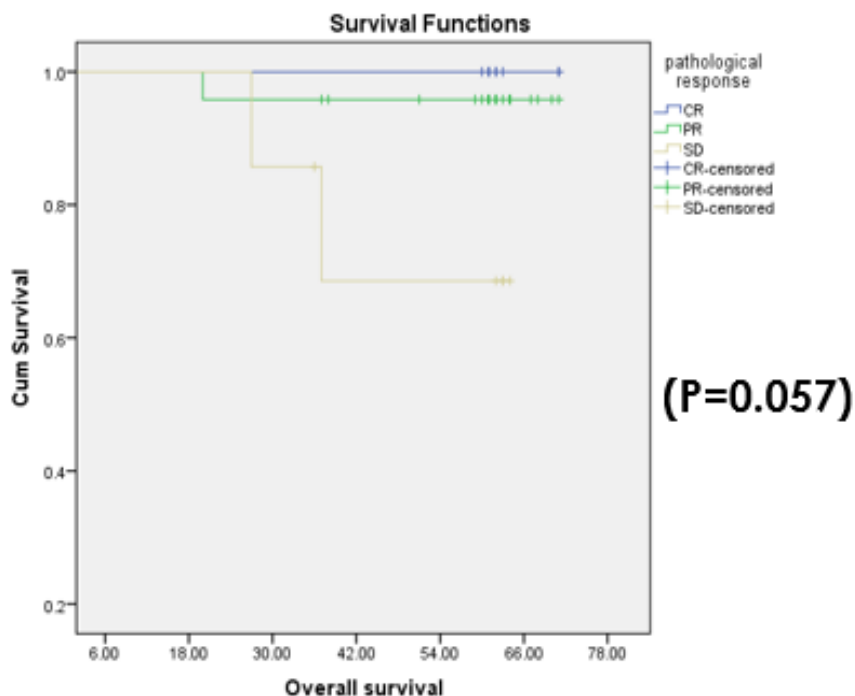 Survival Functions
pathological
response
CR
PR
SD
CR-censored
PR-censored
SD-censored
1.0
0.8
0.6
0.4
0.2
Cum Survival
(P=0.057)
6.00 18.00 30.00 42.00 54.00 66.00 78.00
Overall survival